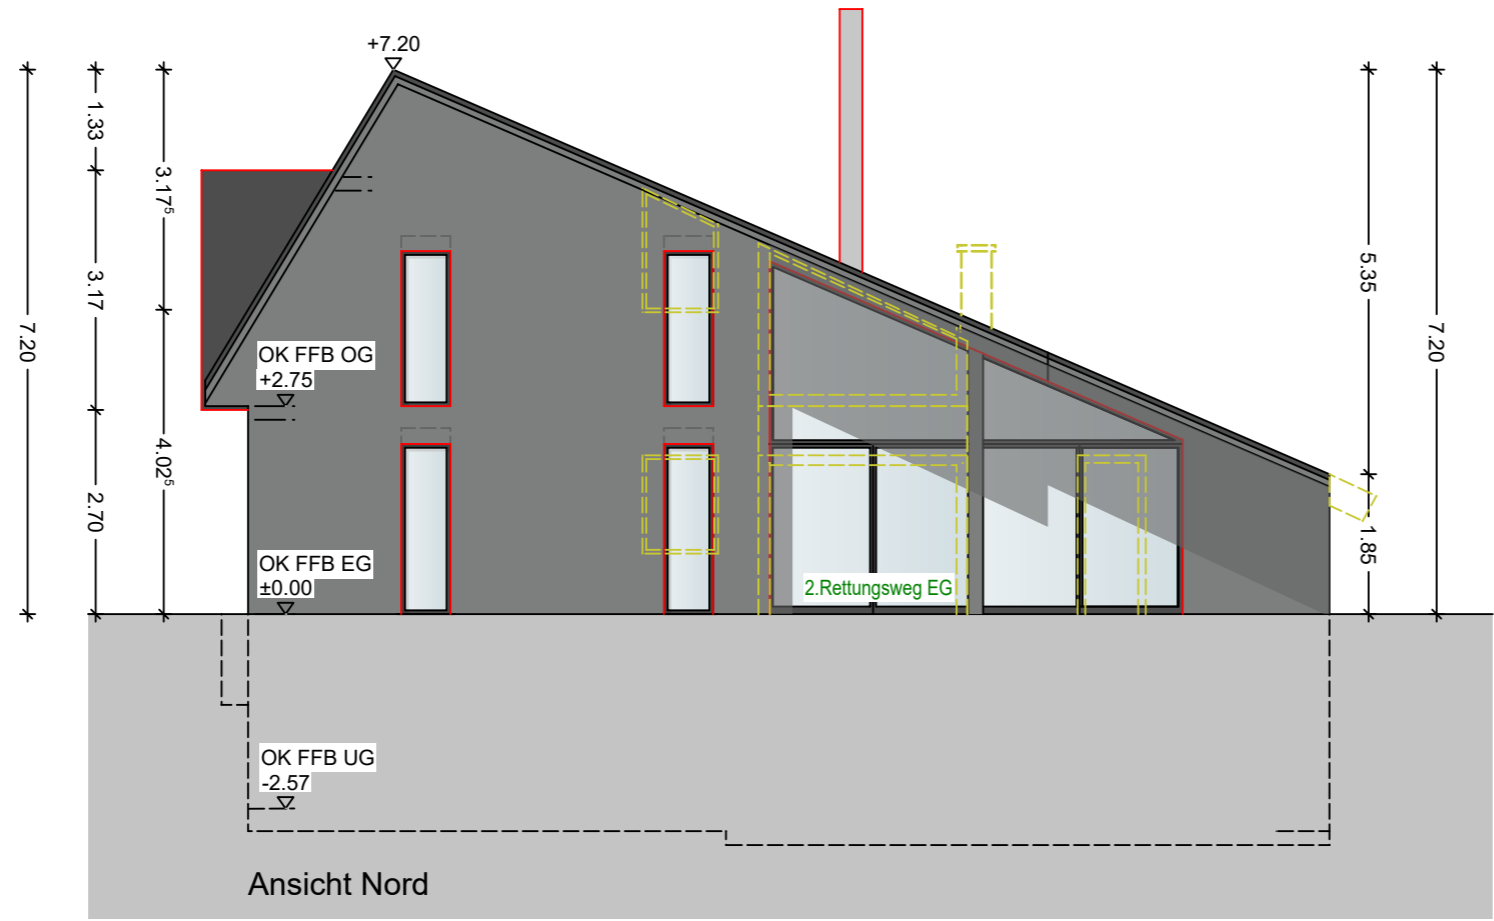 +7.20
1.33
3.17⁵
5.35
3.17
7.20
7.20
OK FFB OG
+2.75
4.02⁵
2.70
1.85
OK FFB EG
±0.00
2.Rettungsweg EG
OK FFB UG
-2.57
Ansicht Nord